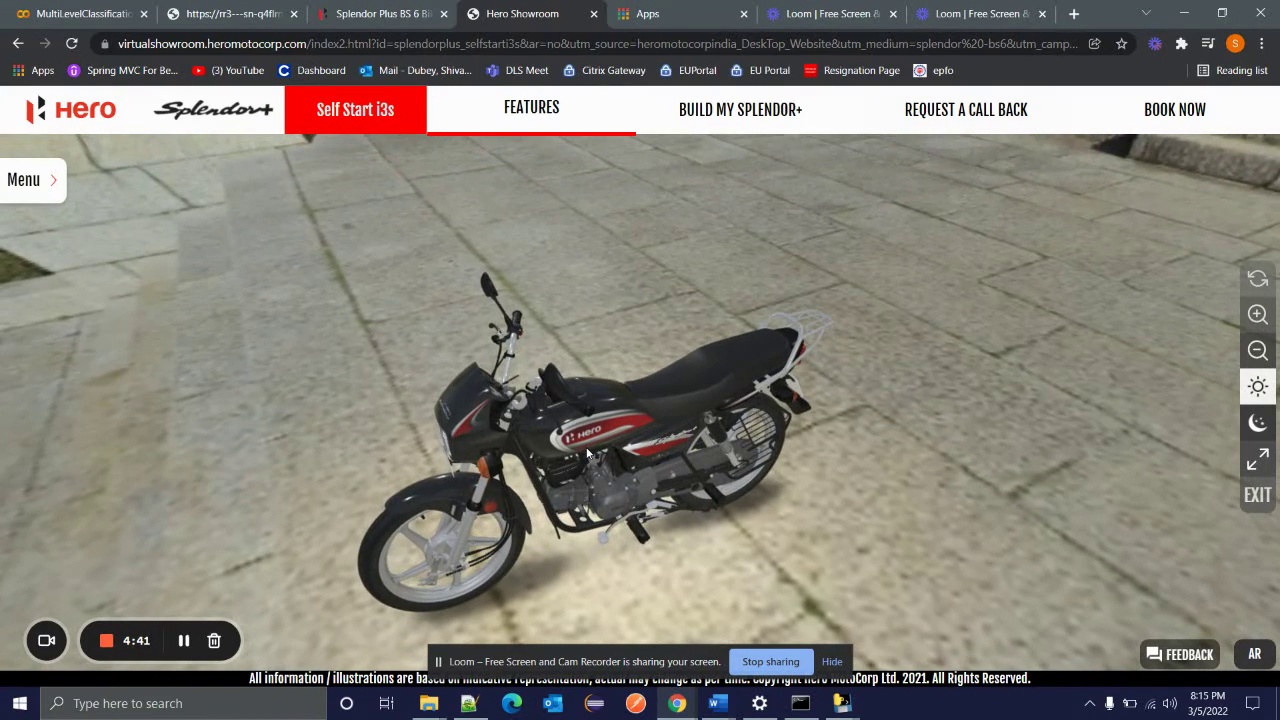 MultiLevelClassificatio
https://rr3---sn-q4flrn
Splendor Plus BS 6 Bi
Hero Showroom
Apps
Loom | Free Screen &
Loom | Free Screen &
virtualshowroom.heromotocorp.com/index2.html?id=splendorplus_selfstarti3s&at=no&utm_source=heromotocorpindia_DeskTop_Website&utm_medium=splendor%20-bs6&utm_camp...
Apps
Spring MVC For Be...
(3) YouTube
Dashboard
Mail - Dubey, Shiva...
DLS Meet
Citrix Gateway
EUPortal
EU Portal
Resignation Page
epfo
Reading list
Hero
Splendor+
Self Start i3s
FEATURES
BUILD MY SPLENDOR+
REQUEST A CALL BACK
BOOK NOW
Menu
Hero
EXIT
4:41
Loom – Free Screen and Cam Recorder is sharing your screen.
Stop sharing
Hide
FEEDBACK
AR
All information / illustrations are based on indicative representation, actual may change as per time. Copyright Hero MotoCorp Ltd. 2021. All Rights Reserved.
Type here to search
8:15 PM
3/5/2022